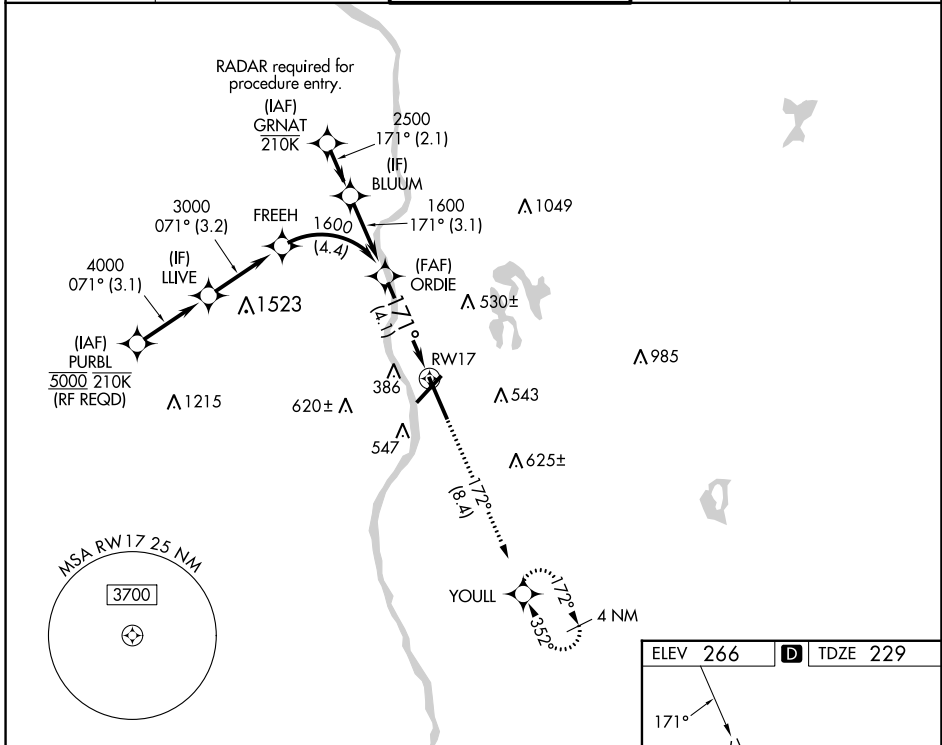 RADAR required for
procedure entry.
(IAF)
GRNAT
210K
2500
171° (2.1)
(IF)
BLUUM
3000
071° (3.2)
FREEH
1600
(4.4)
1600
171° (3.1)
1049
4000
071° (3.1)
(IF)
LLIVE
1523
(FAF)
ORDIE
530±
171°
(4.1)
(IAF)
PURBL
5000 210K
(RF REQD)
RW17
985
386
1215
620±
543
547
625±
172°
(8.4)
MSA RW17 25 NM
3700
YOULL
172°
352°
4 NM
ELEV 266 D TDZE 229
171°